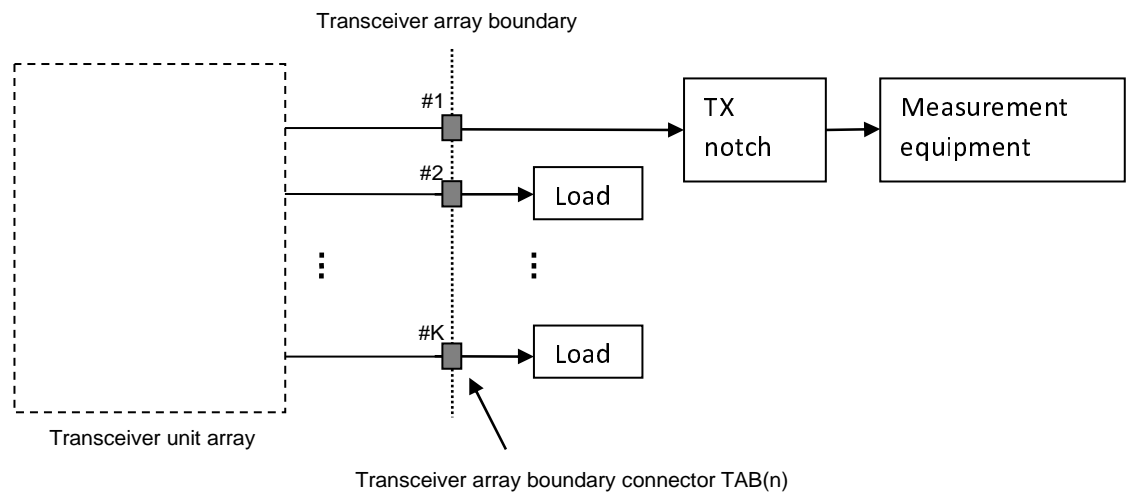 Transceiver array boundary
#1
TX
notch
Measurement
equipment
#2
Load
#K
Load
Transceiver unit array
Transceiver array boundary connector TAB(n)